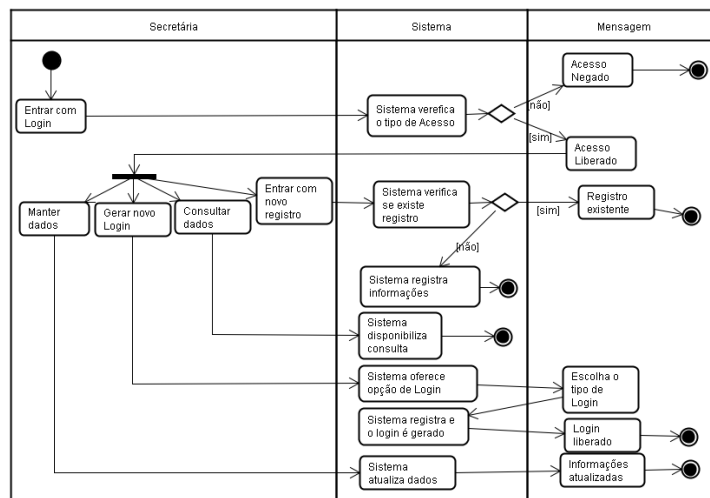 Secretária
Sistema
Mensagem
Entrar com
Login
Sistema verefica
o tipo de Acesso
[não]
[sim]
Acesso
Negado
Acesso
Liberado
Manter
dados
Gerar novo
Login
Consultar
dados
Entrar com
novo
registro
Sistema verifica
se existe
registro
[sim]
[não]
Registro
existente
Sistema registra
informações
Sistema
disponibiliza
consulta
Sistema oferece
opção de Login
Escolha o
tipo de
Login
Sistema registra e
o login é gerado
Login
liberado
Sistema
atualiza dados
Informações
atualizadas